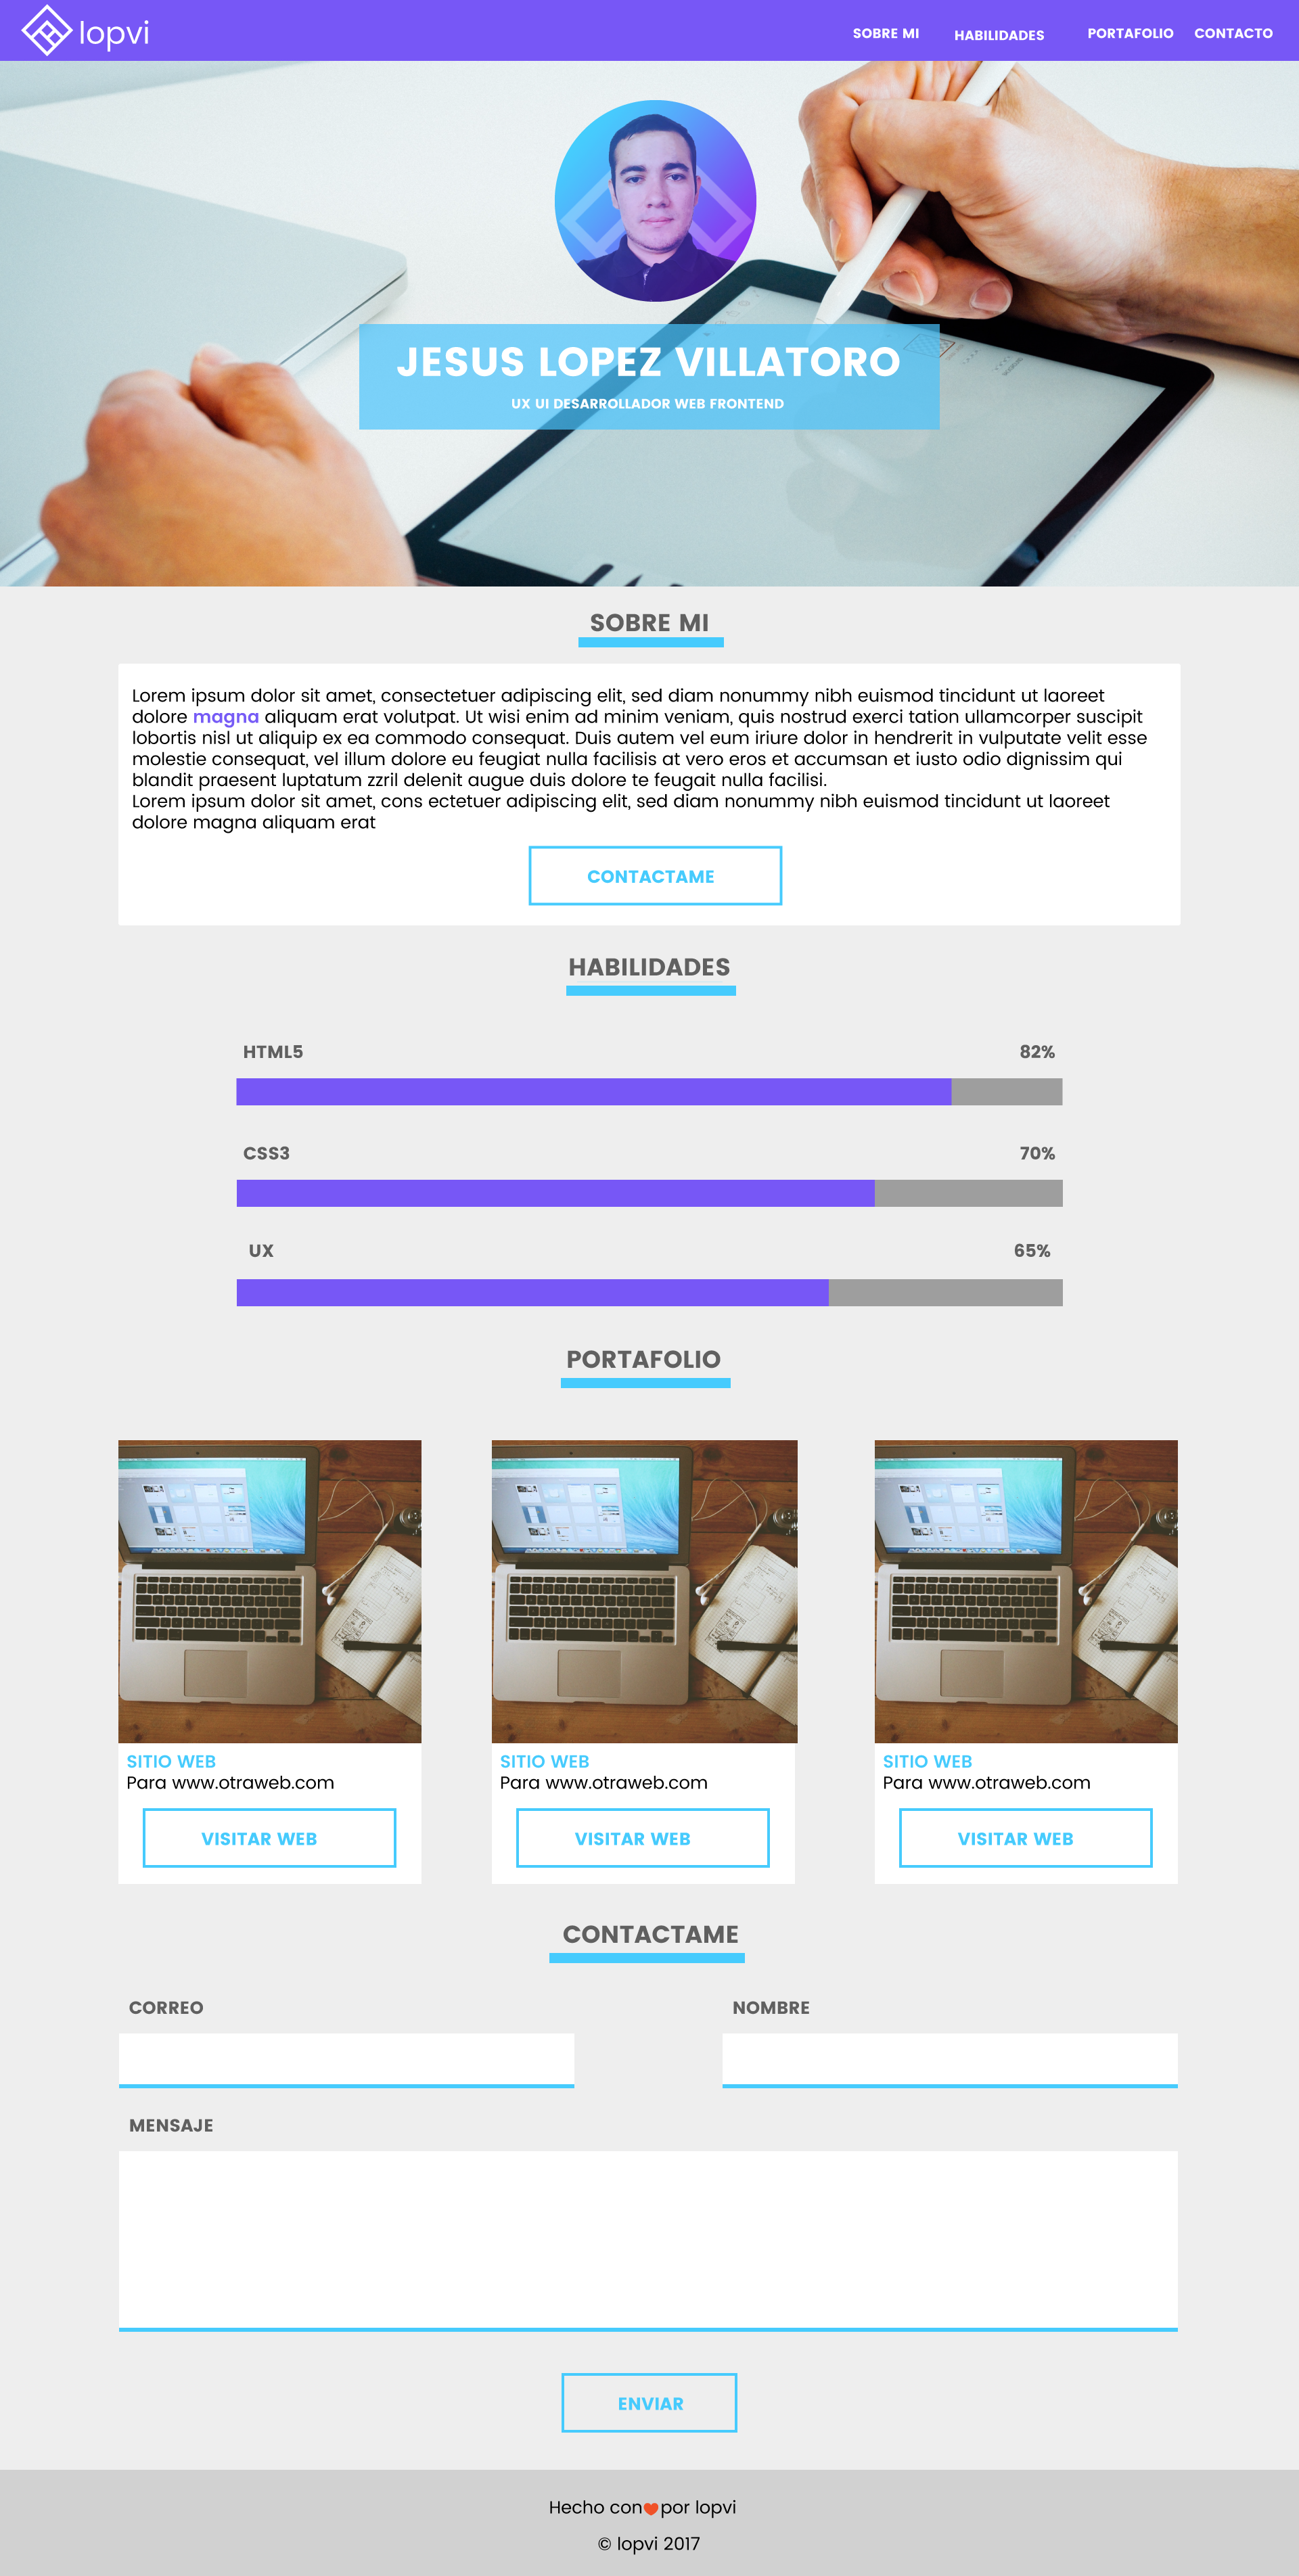 lopvi
SOBRE MI HABILIDADES PORTAFOLIO CONTACTO
JESUS LOPEZ VILLATORO
UX UI DESARROLLADOR WEB FRONTEND
SOBRE MI
Lorem ipsum dolor sit amet, consectetuer adipiscing elit, sed diam nonummy nibh euismod tincidunt ut laoreet
dolore magna aliquam erat volutpat. Ut wisi enim ad minim veniam, quis nostrud exerci tation ullamcorper suscipit
lobortis nisl ut aliquip ex ea commodo consequat. Duis autem vel eum iriure dolor in hendrerit in vulputate velit esse
molestie consequat, vel illum dolore eu feugiat nulla facilisis at vero eros et accumsan et iusto odio dignissim qui
blandit praesent luptatum zzril delenit augue duis dolore te feugait nulla facilisi.
Lorem ipsum dolor sit amet, cons ectetuer adipiscing elit, sed diam nonummy nibh euismod tincidunt ut laoreet
dolore magna aliquam erat
CONTACTAME
HABILIDADES
HTML5 82%
CSS3 70%
UX 65%
PORTAFOLIO
SITIO WEB
Para www.otraweb.com
VISITAR WEB
SITIO WEB
Para www.otraweb.com
VISITAR WEB
SITIO WEB
Para www.otraweb.com
VISITAR WEB
CONTACTAME
CORREO NOMBRE
MENSAJE
ENVIAR
Hecho con❤por lopvi
© lopvi 2017